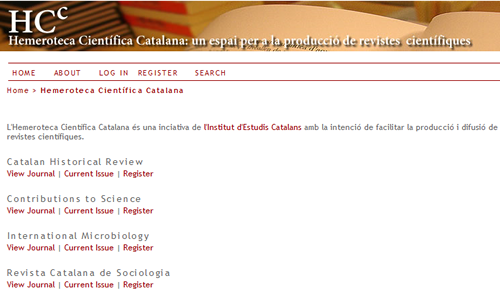 HCc
Hemeroteca Científica Catalana: un espai per a la producció de revistes científiques
HOME ABOUT LOG IN REGISTER SEARCH
Home > Hemeroteca Científica Catalana
L'Hemeroteca Científica Catalana és una inciativa de l'Institut d'Estudis Catalans amb la intenció de facilitar la producció i difusió de
revistes científiques.
Catalan Historical Review
View Journal | Current Issue | Register
Contributions to Science
View Journal | Current Issue | Register
International Microbiology
View Journal | Current Issue | Register
Revista Catalana de Sociologia
View Journal | Current Issue | Register